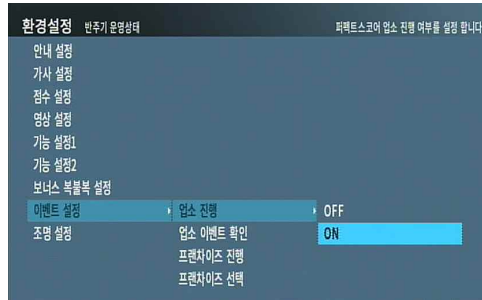 환경설정 반주기 운영상태 퍼펙트스코어 업소 진행 여부를 설정 합니다
안내 설정
가사 설정
점수 설정
영상 설정
기능 설정1
기능 설정2
보너스 복불복 설정
이벤트 설정 업소 진행 OFF
조명 설정 업소 이벤트 확인 ON
프랜차이즈 진행
프랜차이즈 선택